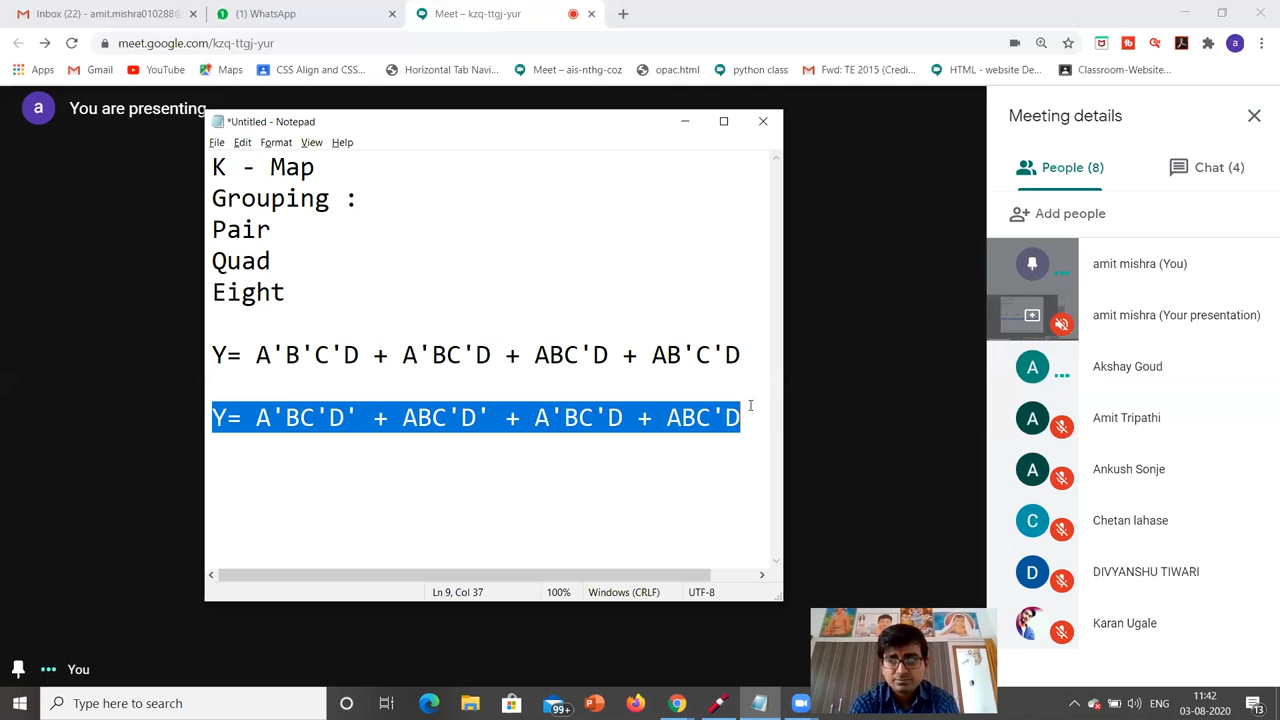 Inbox (22) - amit.mishra010288@
(1) WhatsApp
Meet – kzq-ttgj-yur
meet.google.com/kzq-ttgj-yur
Apps
Gmail
YouTube
Maps
CSS Align and CSS...
Horizontal Tab Navi...
Meet – ais-nthg-coz
opac.html
python class
Fwd: TE 2015 (Credi...
HTML - website De...
Classroom-Website...
a
You are presenting
*Untitled - Notepad
File Edit Format View Help
K - Map
Grouping :
Pair
Quad
Eight
Y= A'B'C'D + A'BC'D + ABC'D + AB'C'D
Y= A'BC'D' + ABC'D' + A'BC'D + ABC'D
Ln 9, Col 37
100%
Windows (CRLF)
UTF-8
Meeting details
People (8)
Chat (4)
Add people
amit mishra (You)
amit mishra (Your presentation)
A
Akshay Goud
A
Amit Tripathi
A
Ankush Sonje
C
Chetan lahase
D
DIVYANSHU TIWARI
Karan Ugale
You
Type here to search
99+
ENG
11:42
03-08-2020
13